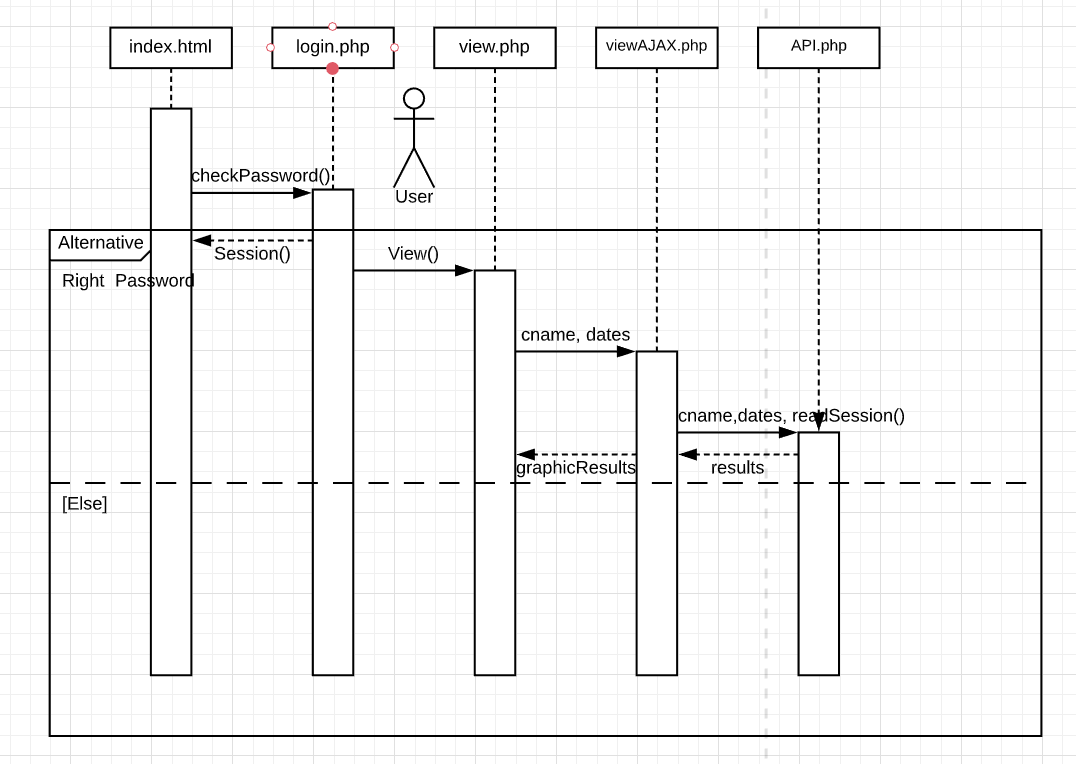 index.html
login.php
view.php
viewAJAX.php
API.php
checkPassword()
User
Alternative
Session()
View()
Right Password
cname, dates
cname,dates, readSession()
graphicResults
results
[Else]